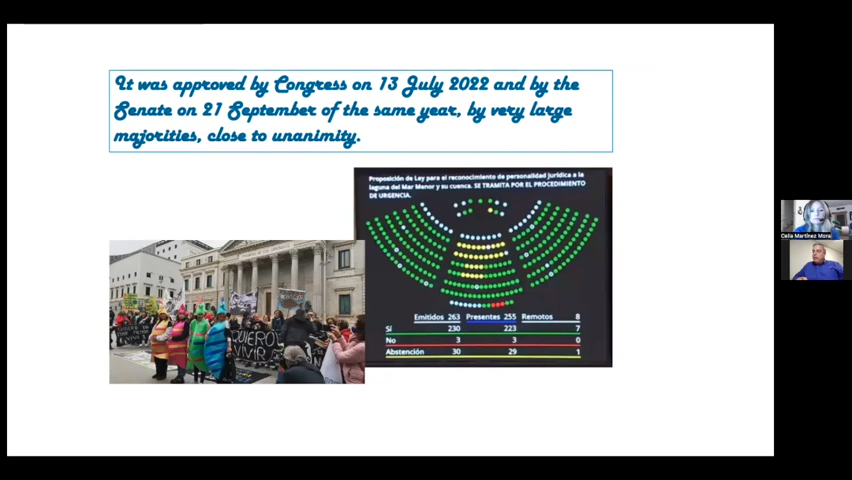 It was approved by Congress on 13 July 2022 and by the
Senate on 21 September of the same year, by very large
majorities, close to unanimity.
Proposición de Ley para el reconocimiento de personalidad jurídica a la
laguna del Mar Menor y su cuenca. SE TRAMITA POR EL PROCEDIMIENTO
DE URGENCIA.
Emitidos 263 Presentes 255 Remotos 8
Sí 230 223 7
No 3 3 0
Abstención 30 29 1
QUIERO
VIVIR
Celia Martínez Mora